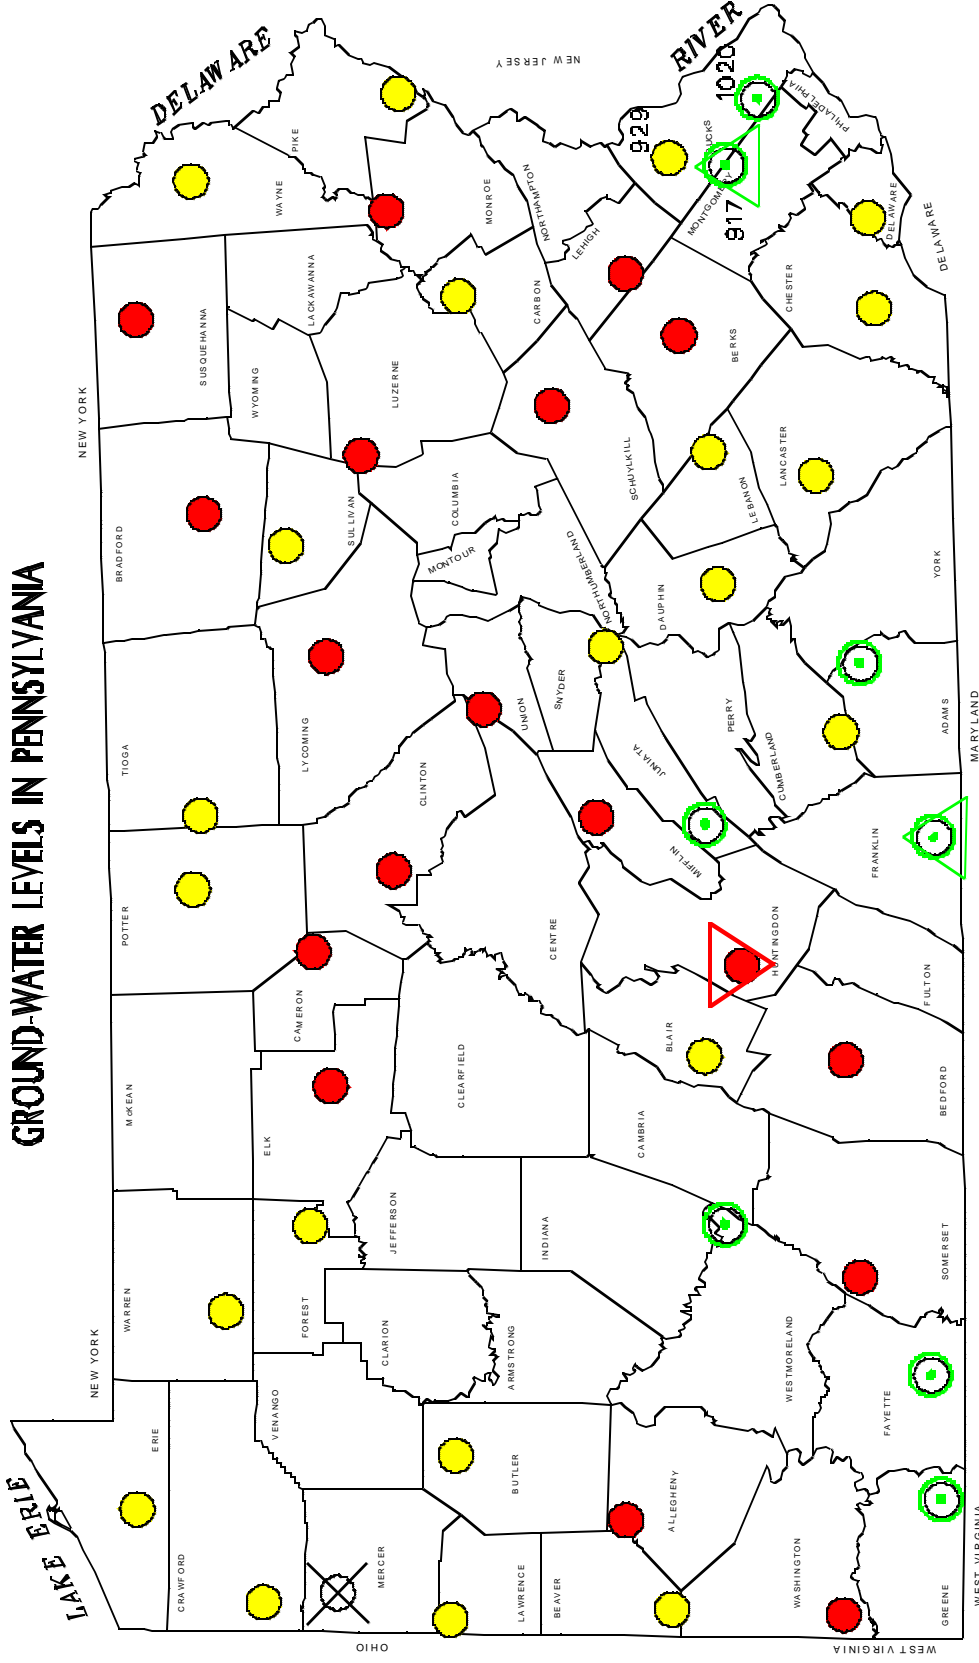 GROUND-WATER LEVELS IN PENNSYLVANIA
LAKE ERIE
NEW YORK
NEW YORK
DELAWARE
RIVER
NEW JERSEY
DELAWARE
MARYLAND
WEST VIRGINIA
WEST VIRGINIA
OHIO
ERIE
CRAWFORD
WARREN
McKEAN
POTTER
TIOGA
BRADFORD
SUSQUEHANNA
WAYNE
PIKE
WYOMING
LACKAWANNA
MERCER
VENANGO
FOREST
ELK
CAMERON
CLINTON
LYCOMING
SULLIVAN
LUZERNE
MONROE
LAWRENCE
BUTLER
CLARION
JEFFERSON
CLEARFIELD
CENTRE
UNION
SNYDER
MONTOUR
COLUMBIA
NORTHUMBERLAND
CARBON
NORTHAMPTON
LEHIGH
SCHUYLKILL
BEAVER
ARMSTRONG
INDIANA
CAMBRIA
BLAIR
MIFFLIN
JUNIATA
PERRY
DAUPHIN
LEBANON
BERKS
UCKS
MONTGOMERY
PHILADELPHIA
ALLEGHENY
WESTMORELAND
HUNTINGDON
CUMBERLAND
LANCASTER
CHESTER
DELAWARE
WASHINGTON
GREENE
FAYETTE
SOMERSET
BEDFORD
FULTON
FRANKLIN
ADAMS
YORK
929
1020
917